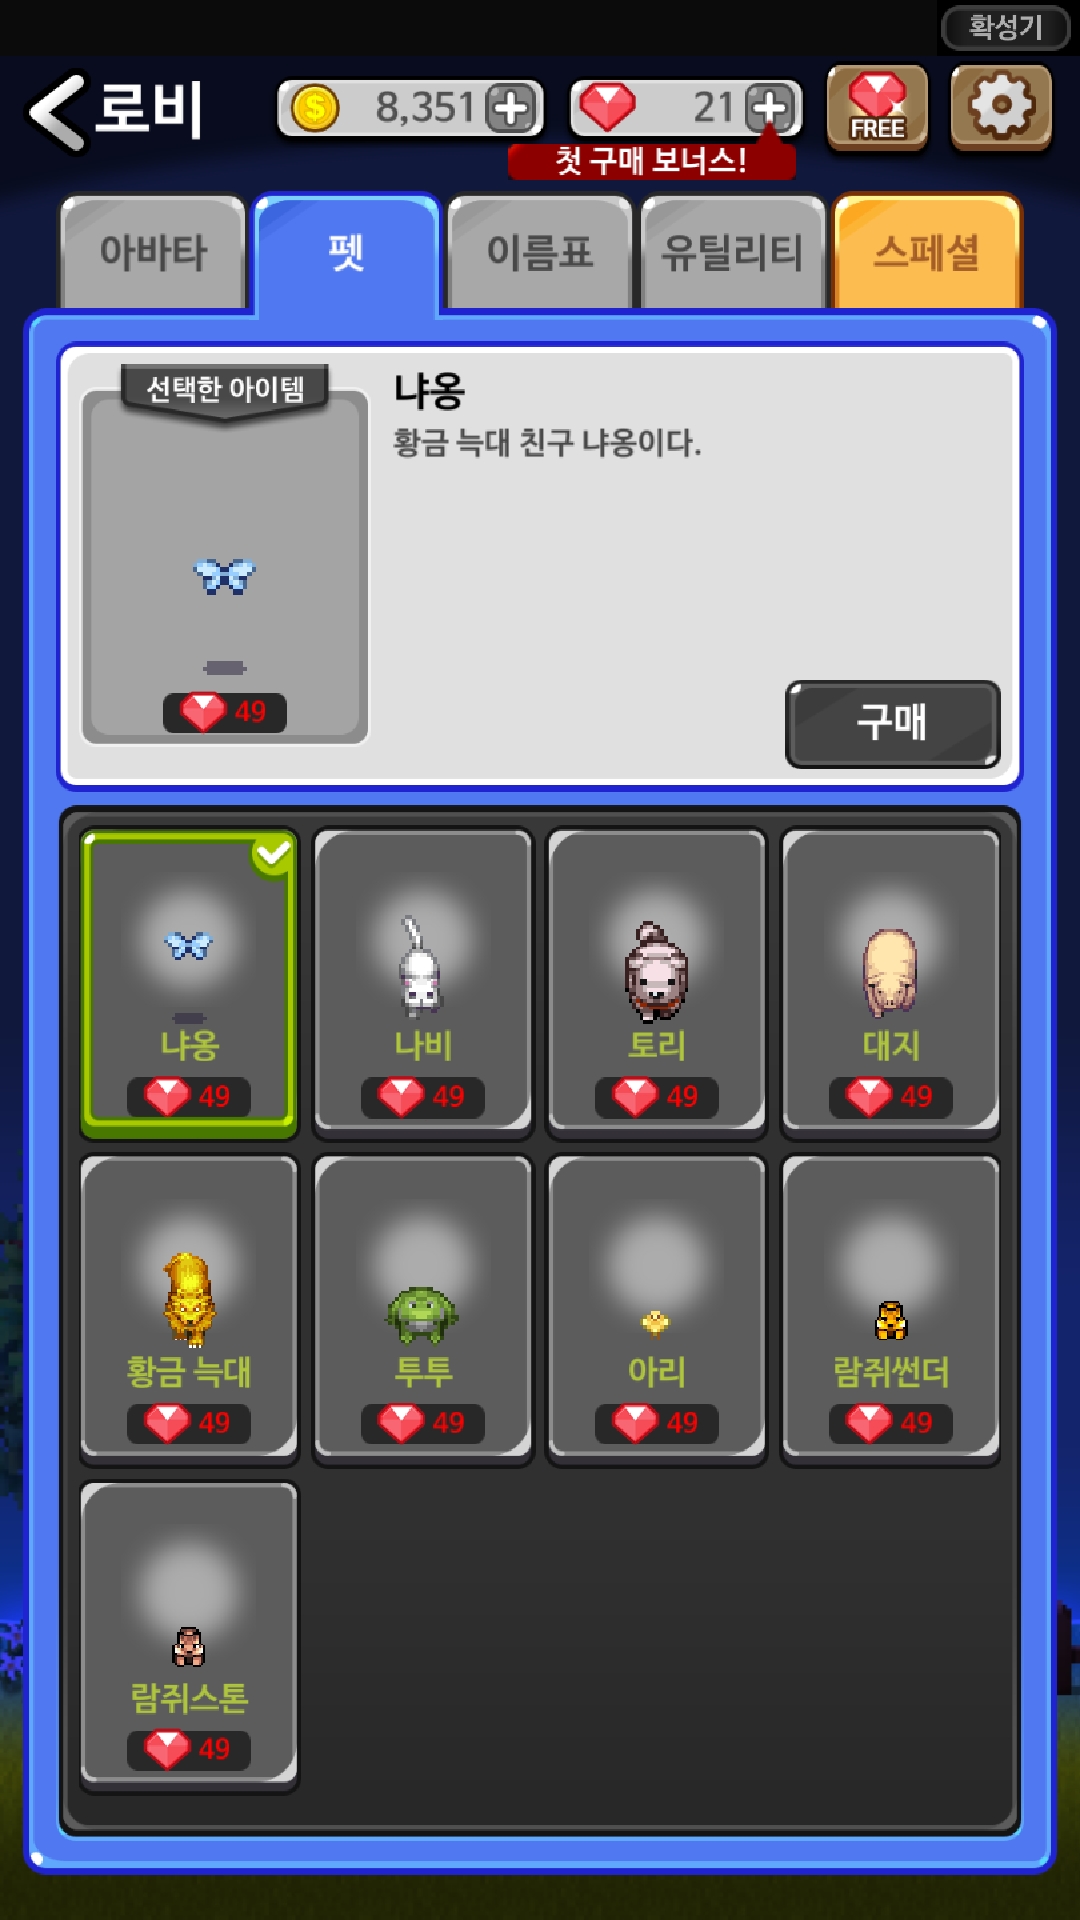 확성기
로비
8,351
21
FREE
첫 구매 보너스!
아바타
펫
이름표
유틸리티
스페셜
선택한 아이템
냐옹
황금 늑대 친구 냐옹이다.
49
구매
냐옹
나비
토리
대지
49
49
49
49
황금 늑대
투투
아리
람쥐썬더
49
49
49
49
람쥐스톤
49